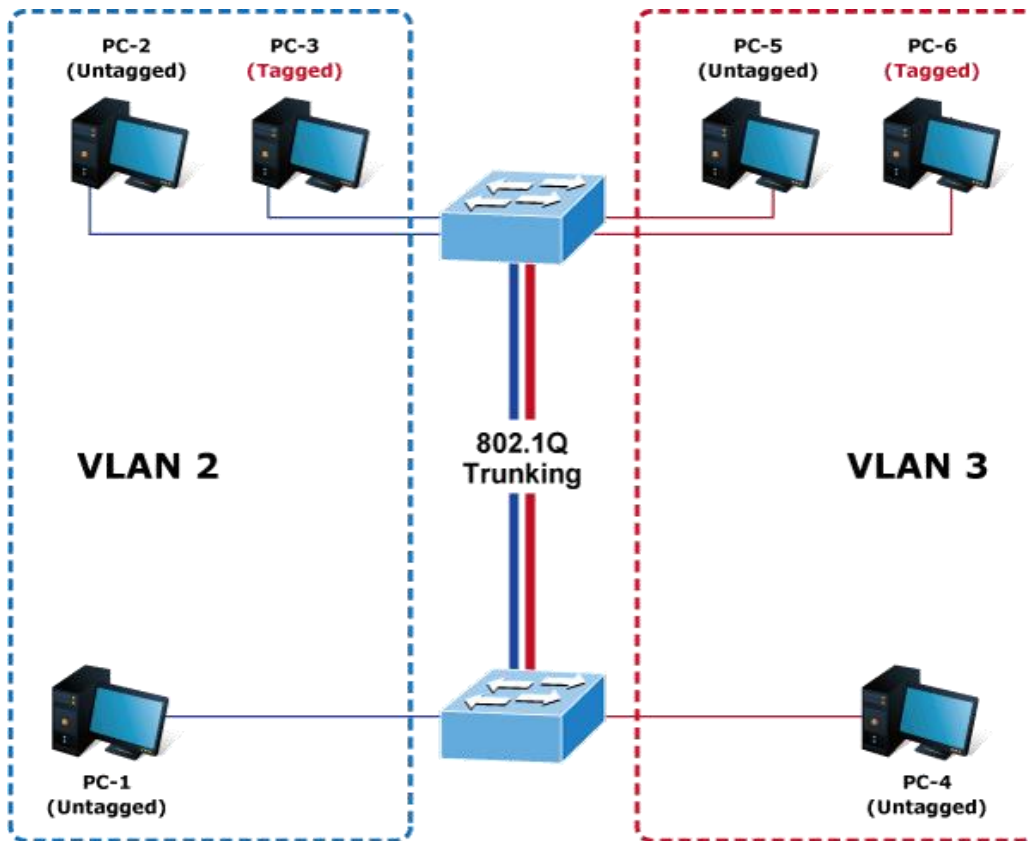 PC-2
(Untagged)
PC-3
(Tagged)
PC-5
(Untagged)
PC-6
(Tagged)
802.1Q
Trunking
VLAN 2
VLAN 3
PC-1
(Untagged)
PC-4
(Untagged)